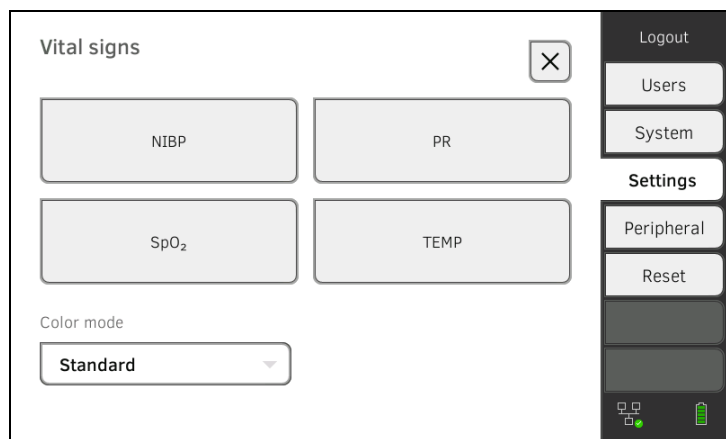 Vital signs
NIBP
PR
SpO₂
TEMP
Color mode
Standard
Logout
Users
System
Settings
Peripheral
Reset